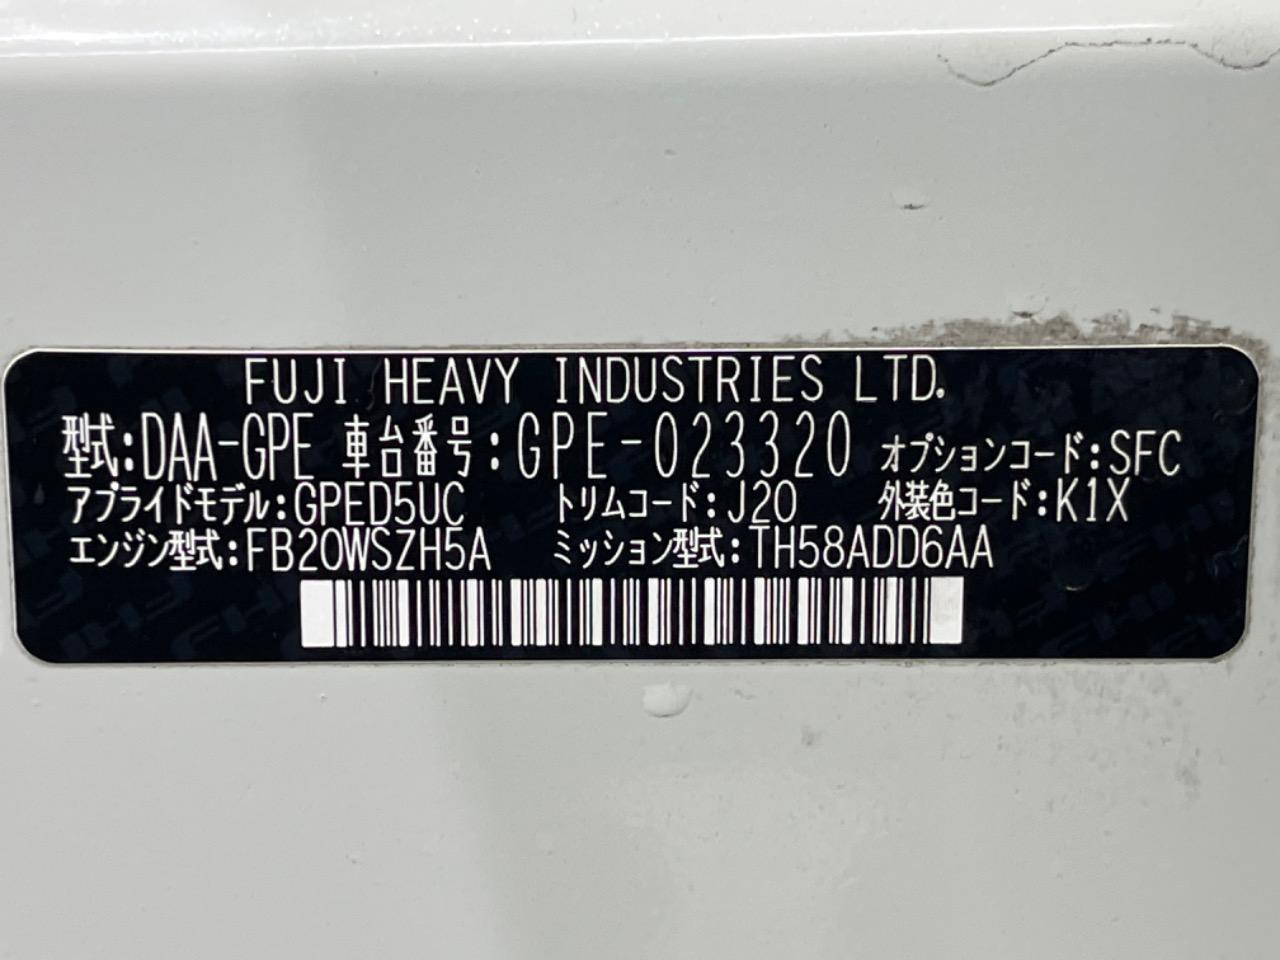 FUJI HEAVY INDUSTRIES LTD.
型式:DAA-GPE 車台番号:GPE-023320 オプションコード:SFC
アプライドモデル:GPED5UC トリムコード:J20 外装色コード:K1X
エンジン型式:FB20WSZH5A ミッション型式:TH58ADD6AA